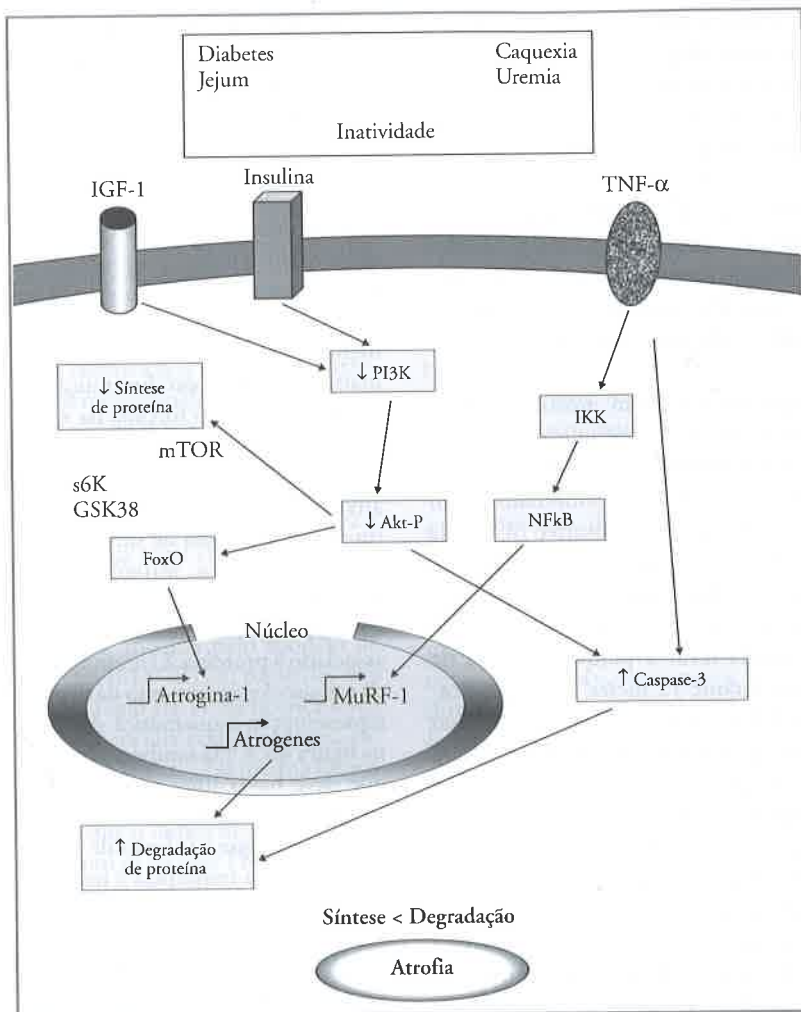 Diabetes
Caquexia
Jejum
Uremia
Inatividade
IGF-1
Insulina
TNF-α
↓ PI3K
↓ Síntese
de proteína
IKK
mTOR
s6K
GSK38
↓ Akt-P
NFkB
FoxO
Núcleo
↑ Caspase-3
Atrogina-1
MuRF-1
Atrogenes
↑ Degradação
de proteína
Síntese < Degradação
Atrofia